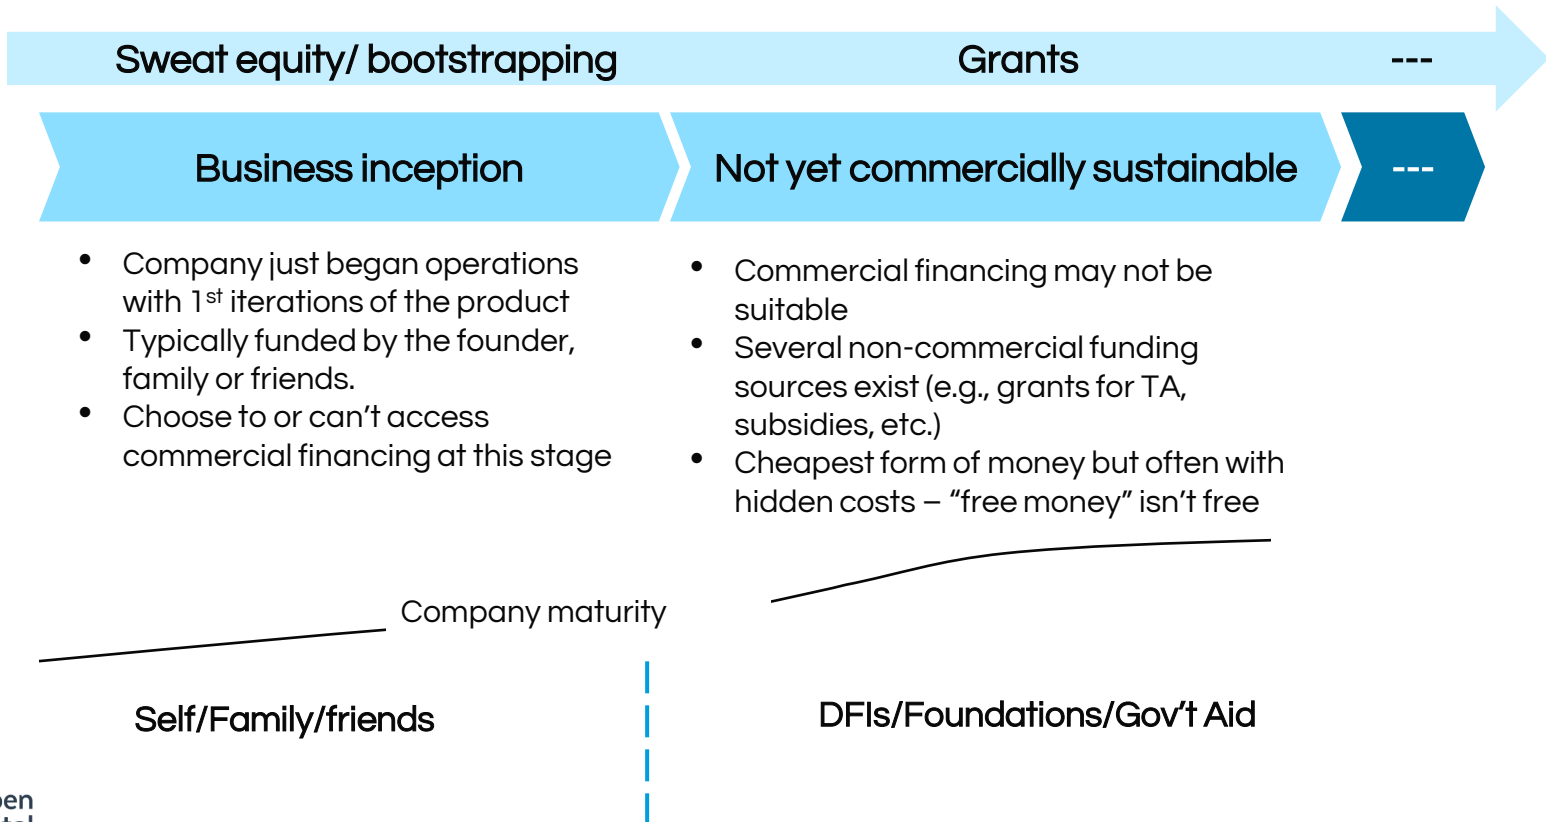 Sweat equity/ bootstrapping
Grants
---
Business inception
Not yet commercially sustainable
---
• Company just began operations
with 1st iterations of the product
• Typically funded by the founder,
family or friends.
• Choose to or can’t access
commercial financing at this stage
• Commercial financing may not be
suitable
• Several non-commercial funding
sources exist (e.g., grants for TA,
subsidies, etc.)
• Cheapest form of money but often with
hidden costs – “free money” isn’t free
Company maturity
Self/Family/friends
DFIs/Foundations/Gov’t Aid